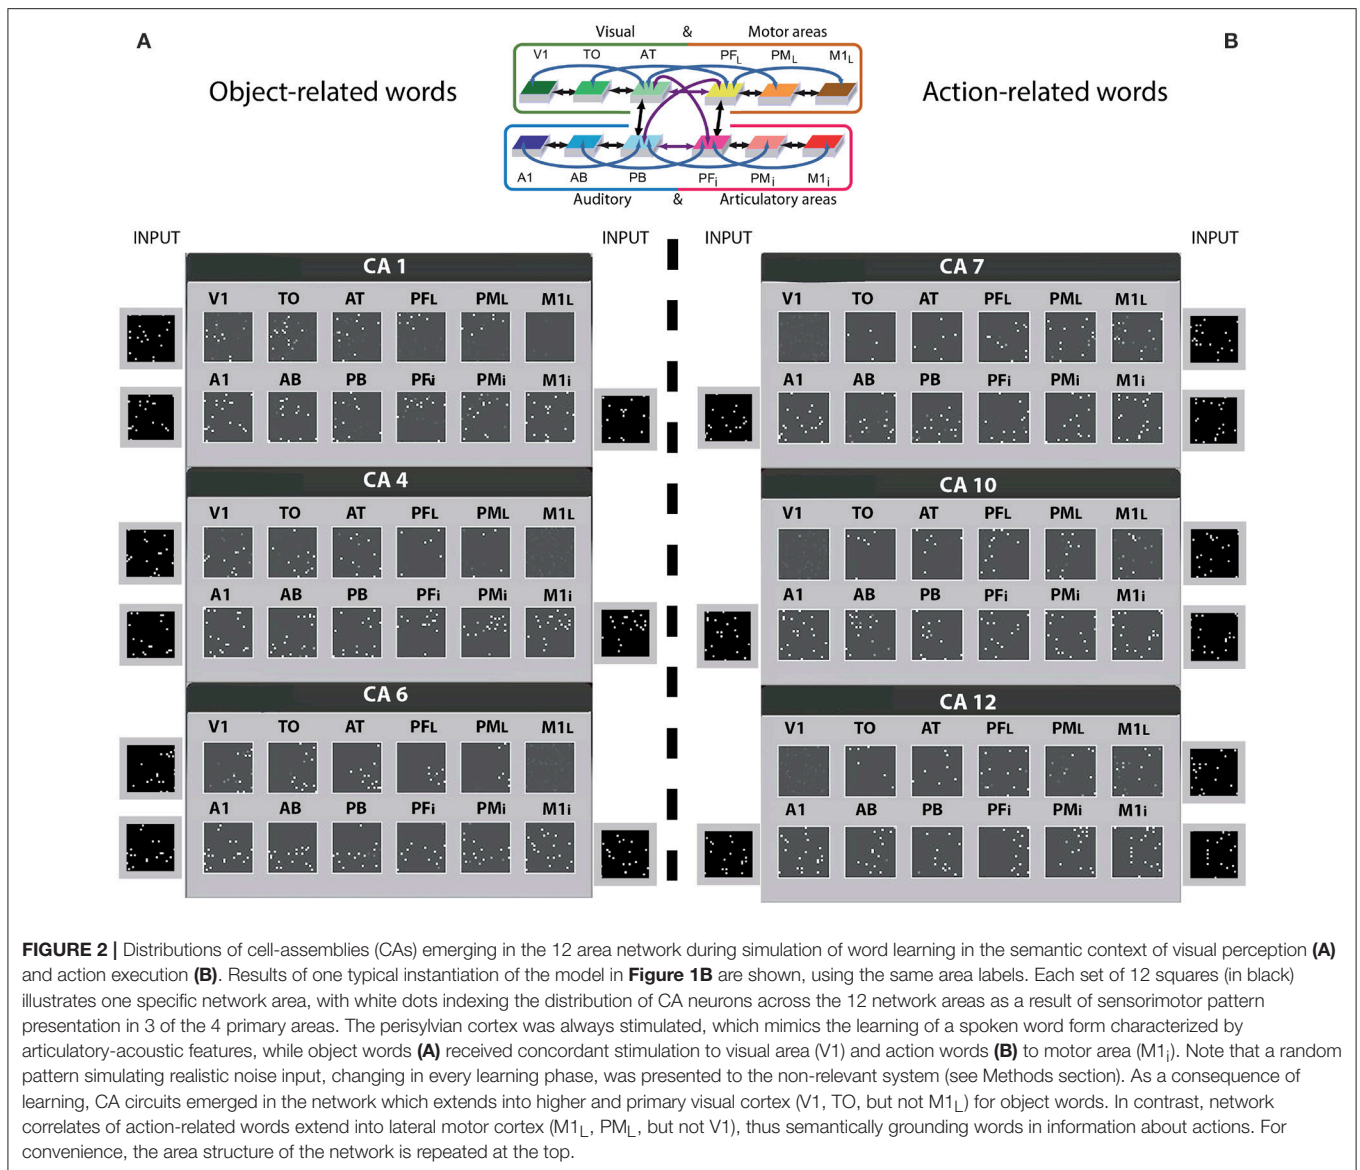 A
Visual & Motor areas
B
V1 TO AT PFL PML M1L
Object-related words
Action-related words
A1 AB PB PFi PMi M1i
Auditory & Articulatory areas
INPUT
INPUT
INPUT
INPUT
CA 1
V1 TO AT PFL PML M1L
A1 AB PB PFi PMi M1i
CA 4
V1 TO AT PFL PML M1L
A1 AB PB PFi PMi M1i
CA 6
V1 TO AT PFL PML M1L
A1 AB PB PFi PMi M1i
CA 7
V1 TO AT PFL PML M1L
A1 AB PB PFi PMi M1i
CA 10
V1 TO AT PFL PML M1L
A1 AB PB PFi PMi M1i
CA 12
V1 TO AT PFL PML M1L
A1 AB PB PFi PMi M1i
FIGURE 2 | Distributions of cell-assemblies (CAs) emerging in the 12 area network during simulation of word learning in the semantic context of visual perception (A)
and action execution (B). Results of one typical instantiation of the model in Figure 1B are shown, using the same area labels. Each set of 12 squares (in black)
illustrates one specific network area, with white dots indexing the distribution of CA neurons across the 12 network areas as a result of sensorimotor pattern
presentation in 3 of the 4 primary areas. The perisylvian cortex was always stimulated, which mimics the learning of a spoken word form characterized by
articulatory-acoustic features, while object words (A) received concordant stimulation to visual area (V1) and action words (B) to motor area (M1i). Note that a random
pattern simulating realistic noise input, changing in every learning phase, was presented to the non-relevant system (see Methods section). As a consequence of
learning, CA circuits emerged in the network which extends into higher and primary visual cortex (V1, TO, but not M1L) for object words. In contrast, network
correlates of action-related words extend into lateral motor cortex (M1L, PML, but not V1), thus semantically grounding words in information about actions. For
convenience, the area structure of the network is repeated at the top.